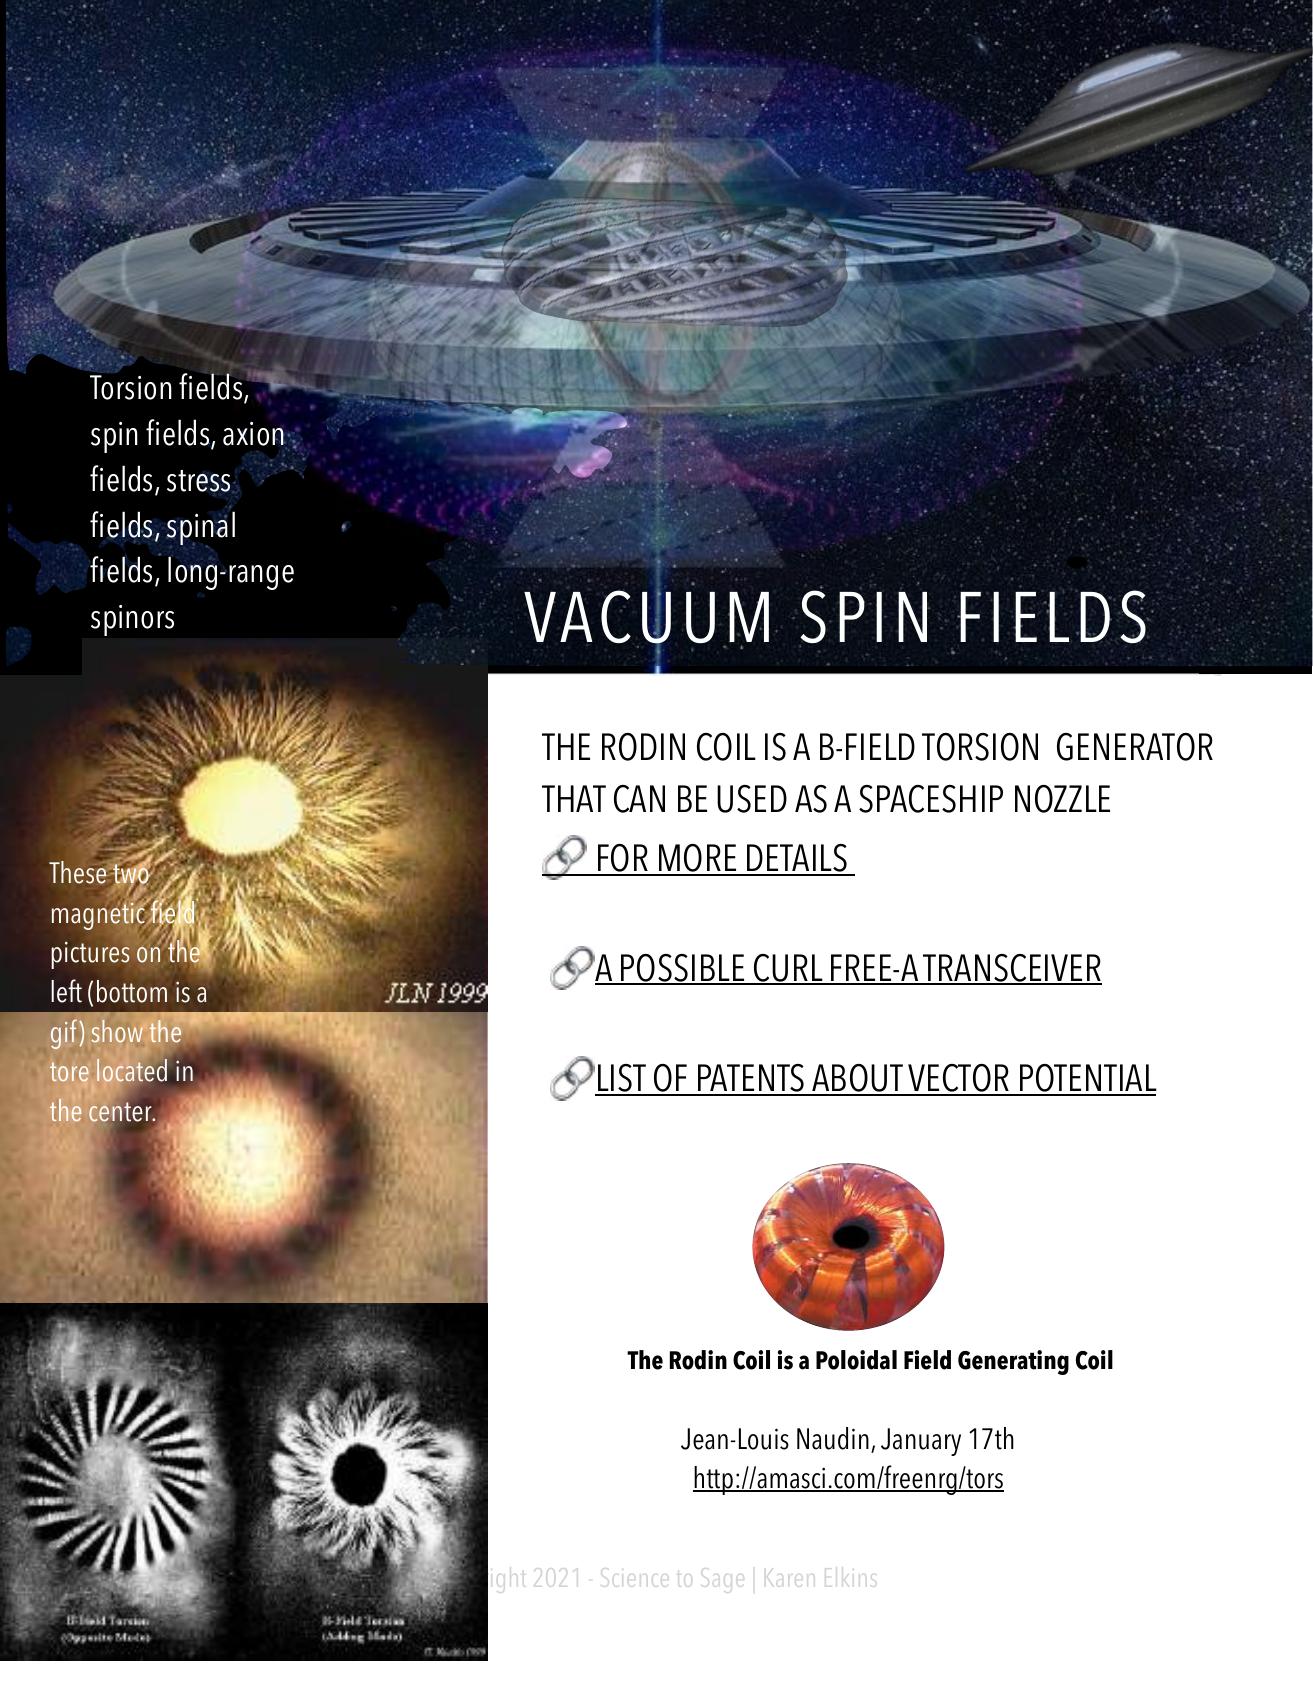 Torsion fields,
spin fields, axion
fields, stress
fields, spinal
fields, long-range
spinors
VACUUM SPIN FIELDS
THE RODIN COIL IS A B-FIELD TORSION GENERATOR
THAT CAN BE USED AS A SPACESHIP NOZZLE
FOR MORE DETAILS
A POSSIBLE CURL FREE-A TRANSCEIVER
LIST OF PATENTS ABOUT VECTOR POTENTIAL
These two
magnetic field
pictures on the
left (bottom is a
gif) show the
tore located in
the center.
JLN 1999
The Rodin Coil is a Poloidal Field Generating Coil
Jean-Louis Naudin, January 17th
http://amasci.com/freenrg/tors
ight 2021 - Science to Sage | Karen Elkins
Field Torsion
(Opposite Mode)
Field Torsion
(Adding Mode)